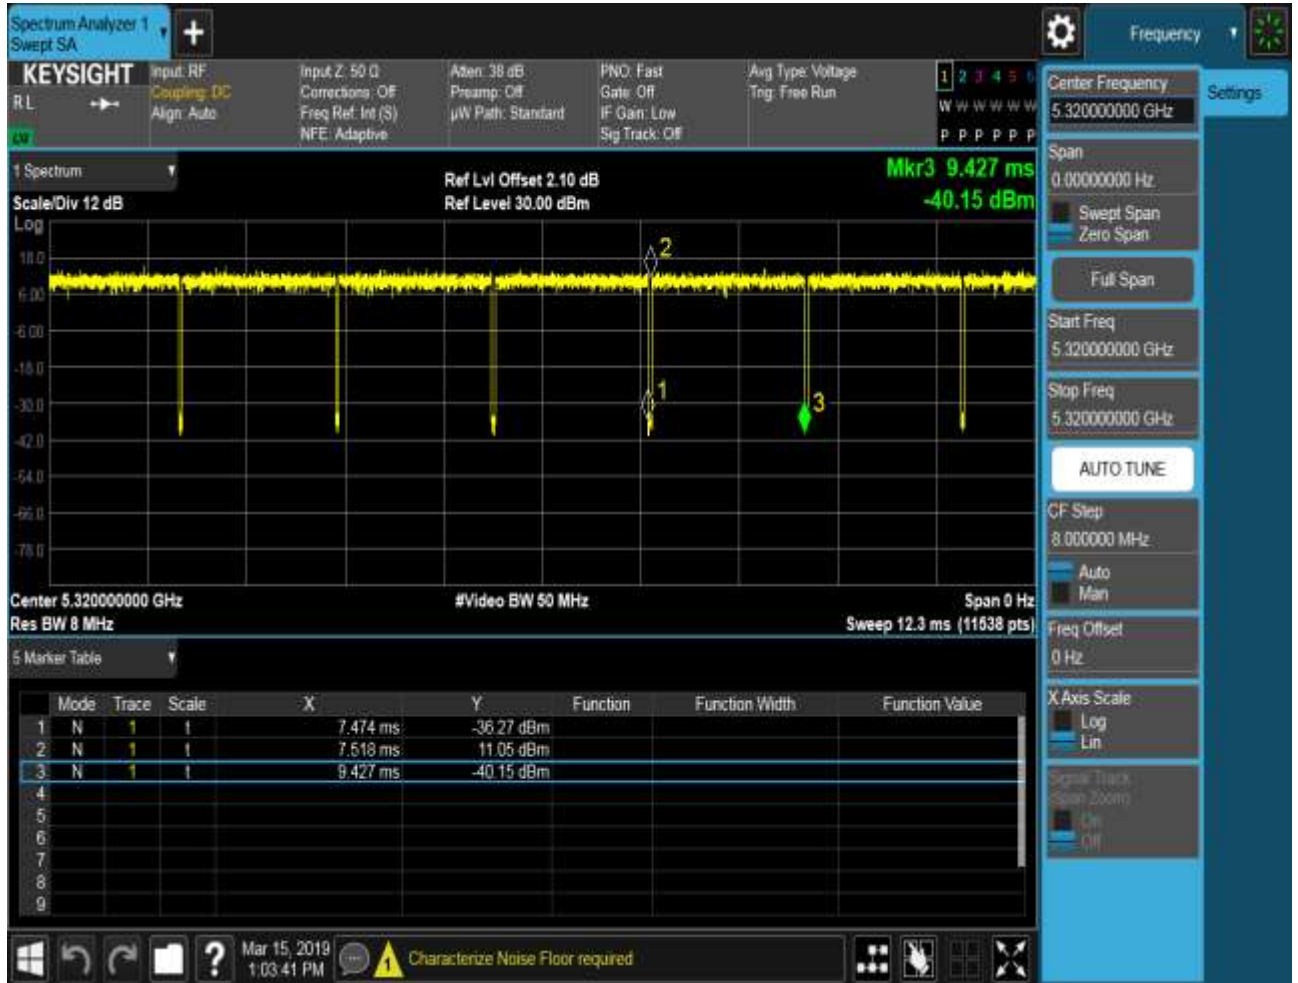 Spectrum Analyzer 1
Swept SA
+
Frequency
KEYSIGHT
RL
Input: RF
Coupling: DC
Align: Auto
Input Z: 50 Ω
Corrections: Off
Freq Ref: Int (S)
NFE: Adaptive
Atten: 38 dB
Preamp: Off
µW Path: Standard
PNO: Fast
Gate: Off
IF Gain: Low
Sig Track: Off
Avg Type: Voltage
Trig: Free Run
1 2 3 4 5 6
W W W W W W
P P P P P P
1 Spectrum
Scale/Div 12 dB
Ref Lvl Offset 2.10 dB
Ref Level 30.00 dBm
Mkr3 9.427 ms
-40.15 dBm
Log
18.0
6.00
-6.00
-18.0
-30.0
-42.0
-54.0
-66.0
-78.0
2
1
3
Center 5.320000000 GHz
Res BW 8 MHz
#Video BW 50 MHz
Span 0 Hz
Sweep 12.3 ms (11538 pts)
5 Marker Table
Mode Trace Scale X Y Function Function Width Function Value
1 N 1 t 7.474 ms -36.27 dBm
2 N 1 t 7.518 ms 11.05 dBm
3 N 1 t 9.427 ms -40.15 dBm
4
5
6
7
8
9
?
Mar 15, 2019
1:03:41 PM
1
Characterize Noise Floor required
Center Frequency
5.320000000 GHz
Settings
Span
0.00000000 Hz
Swept Span
Zero Span
Full Span
Start Freq
5.320000000 GHz
Stop Freq
5.320000000 GHz
AUTO TUNE
CF Step
8.000000 MHz
Auto
Man
Freq Offset
0 Hz
X Axis Scale
Log
Lin
Signal Track
(Span Zoom)
On
Off